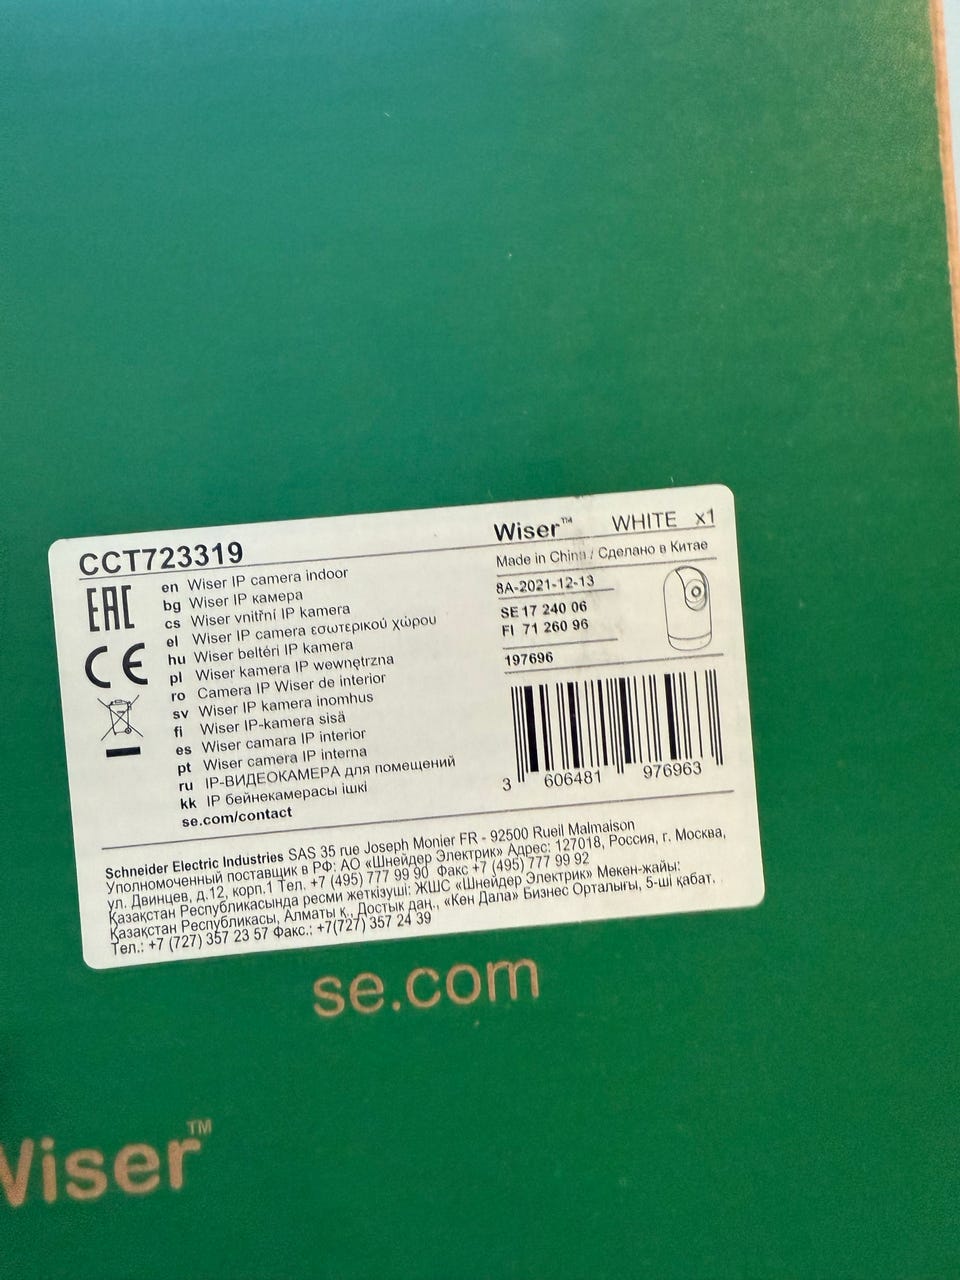 CCT723319
Wiser™ WHITE x1
Made in China / Сделано в Китае
8A-2021-12-13
SE 17 240 06
FI 71 260 96
197696
3 606481 976963
EAC
CE
en Wiser IP camera indoor
bg Wiser IP камера
cs Wiser vnitřní IP kamera
el Wiser IP camera εσωτερικού χώρου
hu Wiser beltéri IP kamera
pl Wiser kamera IP wewnętrzna
ro Camera IP Wiser de interior
sv Wiser IP kamera inomhus
fi Wiser IP-kamera sisä
es Wiser camara IP interior
pt Wiser camera IP interna
ru IP-ВИДЕОКАМЕРА для помещений
kk IP бейнекамерасы ішкі
se.com/contact
Schneider Electric Industries SAS 35 rue Joseph Monier FR - 92500 Rueil Malmaison
Уполномоченный поставщик в РФ: АО «Шнейдер Электрик» Адрес: 127018, Россия, г. Москва,
ул. Двинцев, д.12, корп.1 Тел. +7 (495) 777 99 90 Факс +7 (495) 777 99 92
Қазақстан Республикасында ресми жеткізуші: ЖШС «Шнейдер Электрик» Мекен-жайы:
Қазақстан Республикасы, Алматы қ., Достык даң., «Кен Дала» Бизнес Орталығы, 5-ші қабат.
Тел.: +7 (727) 357 23 57 Факс.: +7(727) 357 24 39
se.com
Wiser™